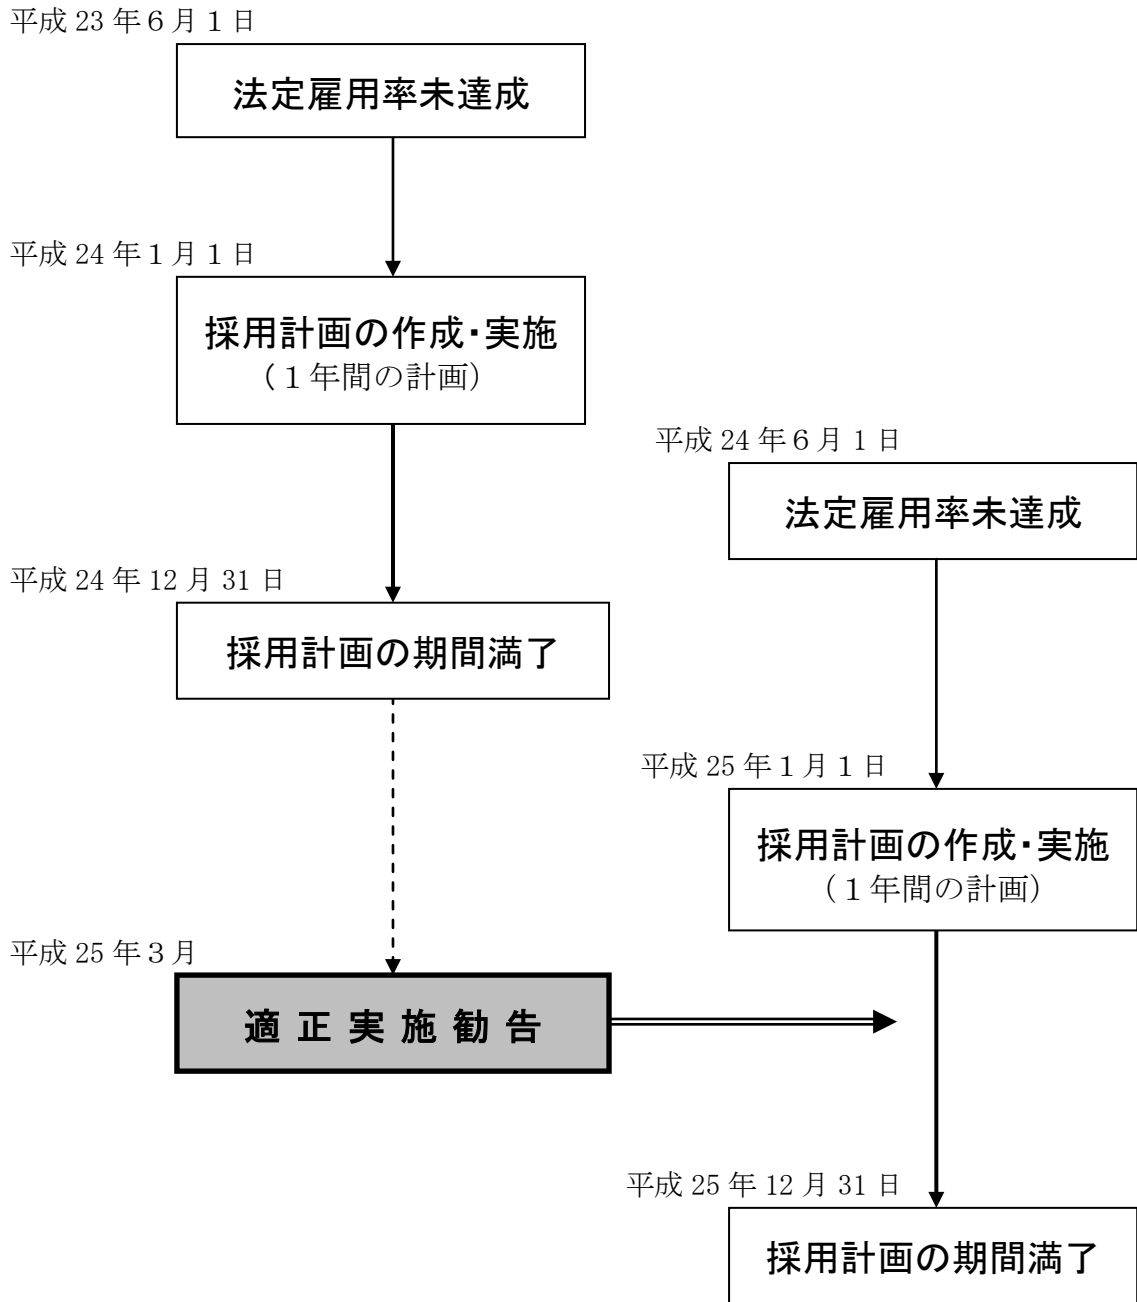 平成 23 年６月１日
法定雇用率未達成
平成 24 年１月１日
採用計画の作成・実施
（１年間の計画）
平成 24 年６月 1 日
法定雇用率未達成
平成 24 年 12 月 31 日
採用計画の期間満了
平成 25 年１月１日
採用計画の作成・実施
（１年間の計画）
平成 25 年３月
適 正 実 施 勧 告
平成 25 年 12 月 31 日
採用計画の期間満了